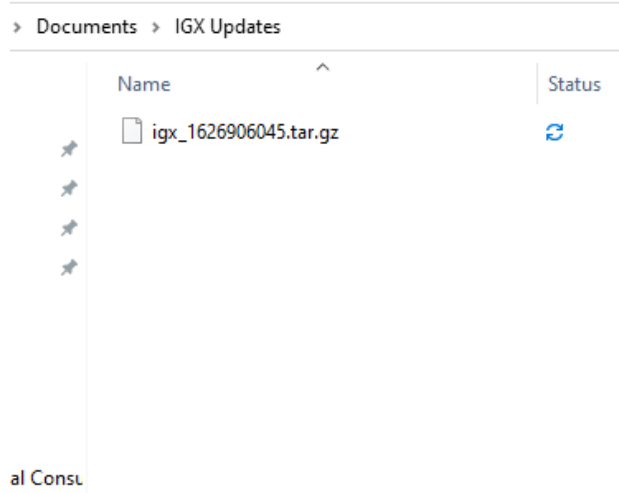 > Documents > IGX Updates
Name Status
igx_1626906045.tar.gz
al Consu